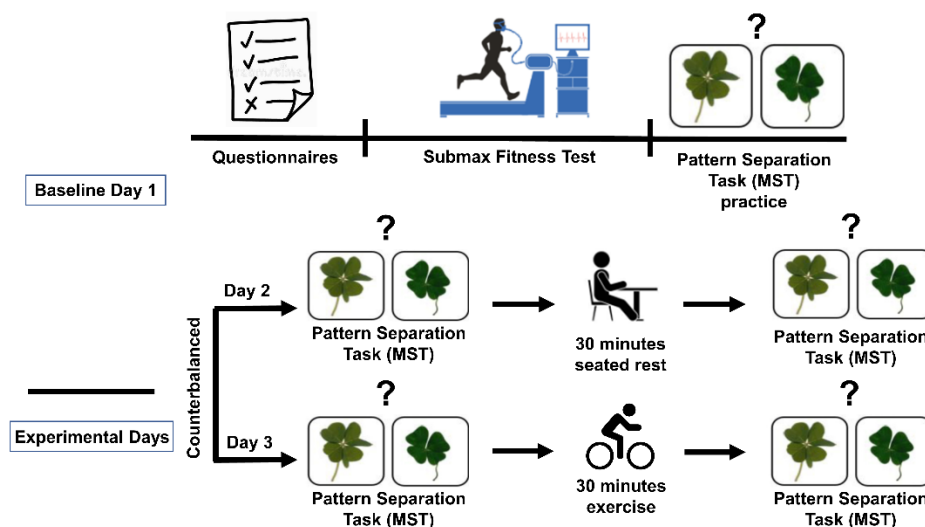 ?
Questionnaires
Submax Fitness Test
Pattern Separation
Task (MST)
practice
Baseline Day 1
Counterbalanced
Day 2
?
Pattern Separation
Task (MST)
30 minutes
seated rest
?
Pattern Separation
Task (MST)
Experimental Days
Day 3
?
Pattern Separation
Task (MST)
30 minutes
exercise
?
Pattern Separation
Task (MST)